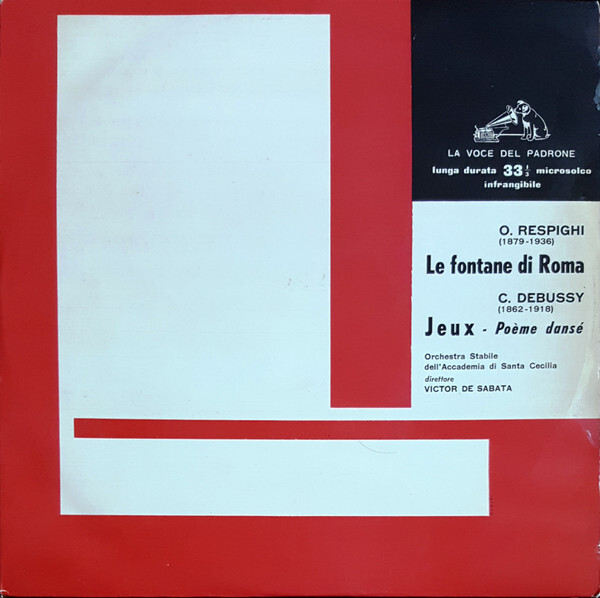 LA VOCE DEL PADRONE
lunga durata 33⅓ microsolco
infrangibile
O. RESPIGHI
(1879-1936)
Le fontane di Roma
C. DEBUSSY
(1862-1918)
Jeux - Poème dansé
Orchestra Stabile
dell'Accademia di Santa Cecilia
direttore
VICTOR DE SABATA